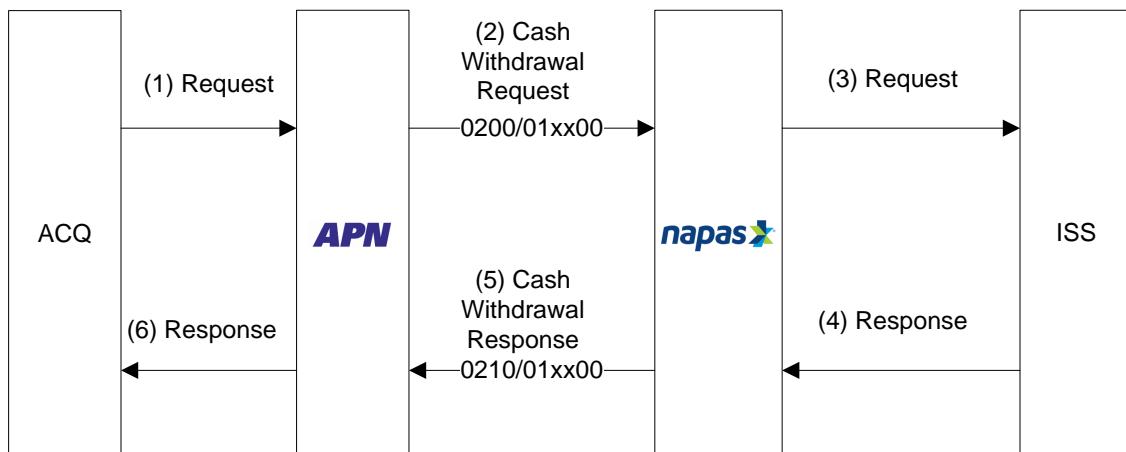 (1) Request
(2) Cash
Withdrawal
Request
0200/01xx00
(3) Request
ACQ
APN
napas
ISS
(6) Response
(5) Cash
Withdrawal
Response
0210/01xx00
(4) Response